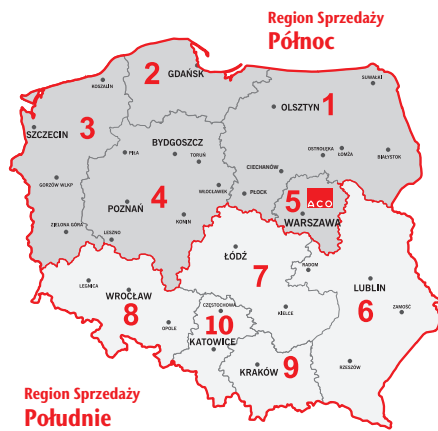 Region Sprzedaży
Północ
SUWAŁKI
KOSZALIN
2
GDAŃSK
1
OLSZTYN
SZCZECIN
3
BYDGOSZCZ
PIŁA
TORUŃ
OSTROŁĘKA
ŁOMŻA
BIAŁYSTOK
CIECHANÓW
GORZÓW WLKP
4
WŁOCŁAWEK
PŁOCK
5
ACO
POZNAŃ
KONIN
WARSZAWA
ZIELONA GÓRA
LESZNO
ŁÓDŹ
7
RADOM
LUBLIN
LEGNICA
WROCŁAW
CZĘSTOCHOWA
6
ZAMOŚĆ
8
OPOLE
10
KIELCE
KATOWICE
KRAKÓW
9
RZESZÓW
Region Sprzedaży
Południe